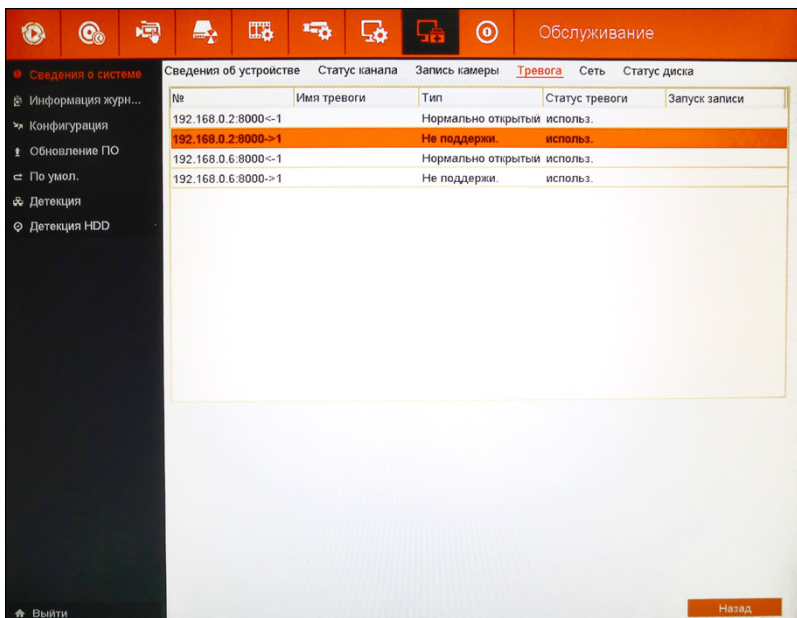 Обслуживание
Сведения о системе
Информация журн...
Конфигурация
Обновление ПО
По умол.
Детекция
Детекция HDD
Выйти
Сведения об устройстве Статус канала Запись камеры Тревога Сеть Статус диска
№ Имя тревоги Тип Статус тревоги Запуск записи
192.168.0.2:8000<-1 Нормально открытый использ.
192.168.0.2:8000->1 Не поддержи. использ.
192.168.0.6:8000<-1 Нормально открытый использ.
192.168.0.6:8000->1 Не поддержи. использ.
Назад